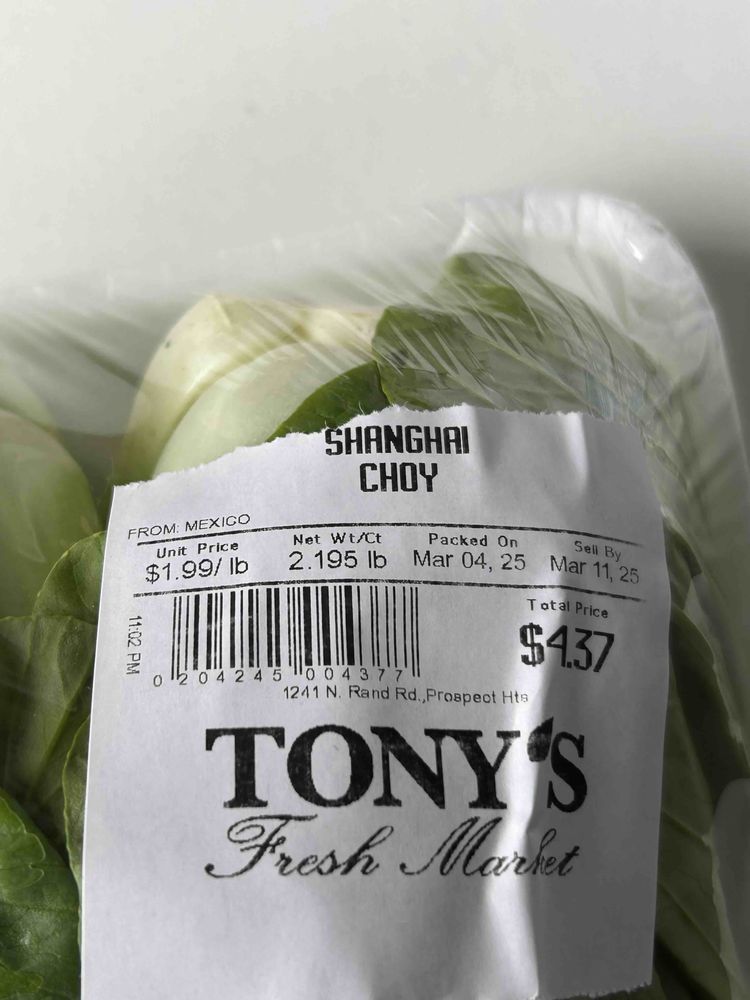 SHANGHAI
CHOY
FROM: MEXICO
Unit Price Net Wt/Ct Packed On Sell By
$1.99/ lb 2.195 lb Mar 04, 25 Mar 11, 25
11:02 PM
Total Price
$4.37
0 204245 004377
1241 N. Rand Rd.,Prospect Hts
TONY'S
Fresh Market